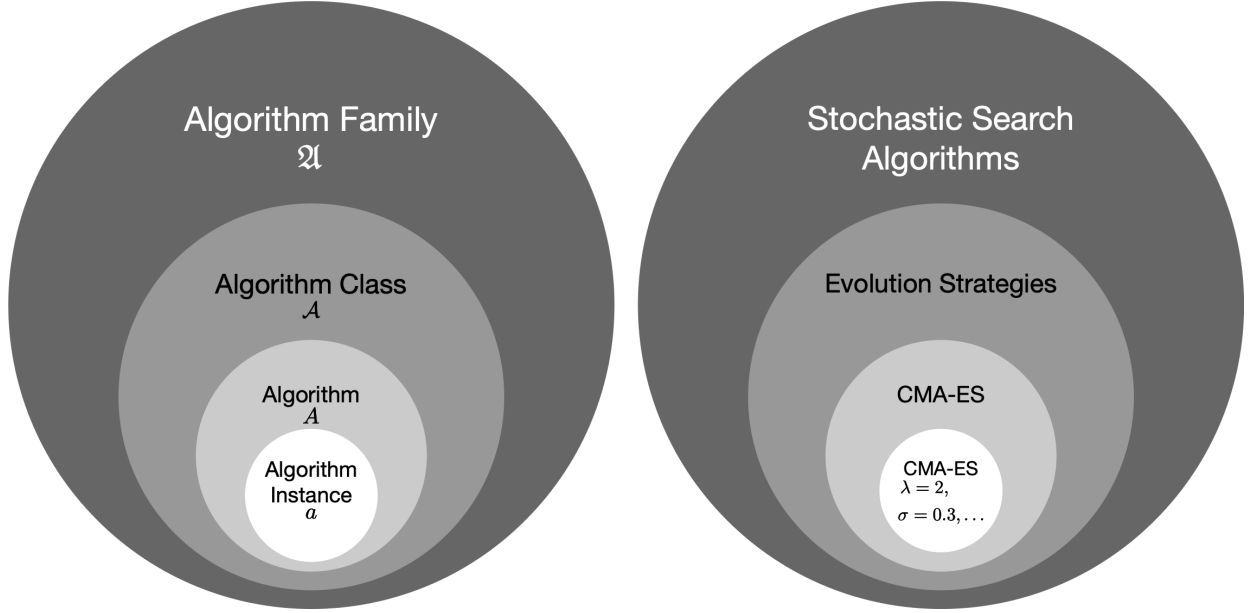 Algorithm Family
𝔄
Algorithm Class
𝒜
Algorithm
A
Algorithm
Instance
a
Stochastic Search
Algorithms
Evolution Strategies
CMA-ES
CMA-ES
λ = 2,
σ = 0.3, …